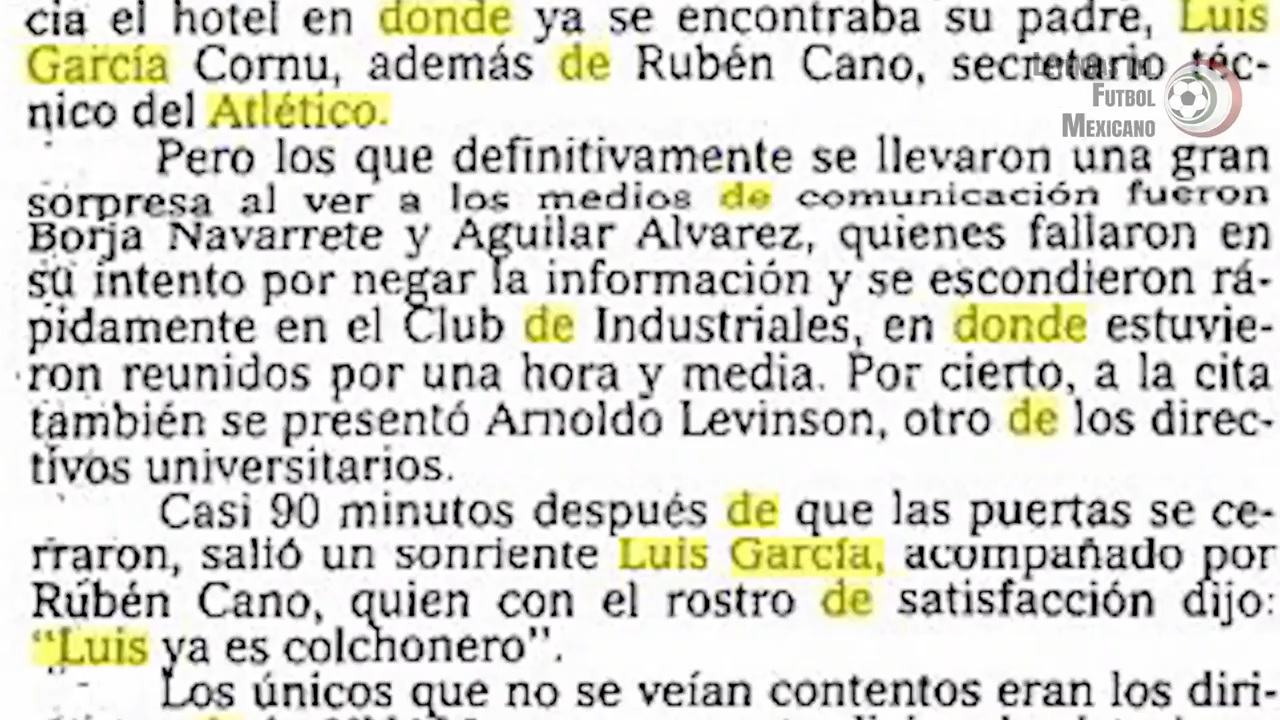 cia el hotel en donde ya se encontraba su padre, Luis
García Cornu, además de Rubén Cano, secretario téc-
nico del Atlético.
Pero los que definitivamente se llevaron una gran
sorpresa al ver a los medios de comunicación fueron
Borja Navarrete y Aguilar Alvarez, quienes fallaron en
su intento por negar la información y se escondieron rá-
pidamente en el Club de Industriales, en donde estuvie-
ron reunidos por una hora y media. Por cierto, a la cita
también se presentó Arnoldo Levinson, otro de los direc-
tivos universitarios.
Casi 90 minutos después de que las puertas se ce-
rraron, salió un sonriente Luis García, acompañado por
Rubén Cano, quien con el rostro de satisfacción dijo:
“Luis ya es colchonero”.
Los únicos que no se veían contentos eran los diri-
FUTBOL
MEXICANO